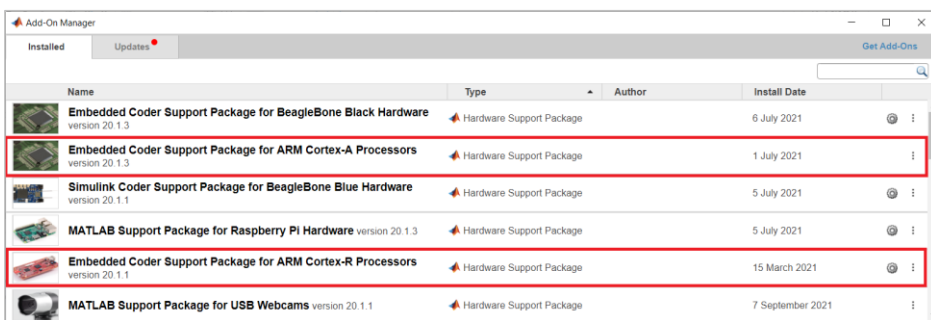 Add-On Manager
Installed
Updates
Get Add-Ons
Name Type Author Install Date
Embedded Coder Support Package for BeagleBone Black Hardware
version 20.1.3
Hardware Support Package
6 July 2021
Embedded Coder Support Package for ARM Cortex-A Processors
version 20.1.3
Hardware Support Package
1 July 2021
Simulink Coder Support Package for BeagleBone Blue Hardware
version 20.1.1
Hardware Support Package
5 July 2021
MATLAB Support Package for Raspberry Pi Hardware version 20.1.3
Hardware Support Package
5 July 2021
Embedded Coder Support Package for ARM Cortex-R Processors
version 20.1.1
Hardware Support Package
15 March 2021
MATLAB Support Package for USB Webcams version 20.1.1
Hardware Support Package
7 September 2021